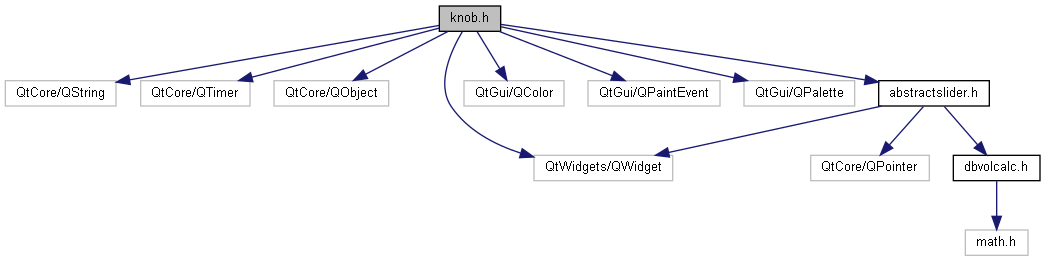 knob.h
QtCore/QString
QtCore/QTimer
QtCore/QObject
QtGui/QColor
QtGui/QPaintEvent
QtGui/QPalette
abstractslider.h
QtWidgets/QWidget
QtCore/QPointer
dbvolcalc.h
math.h